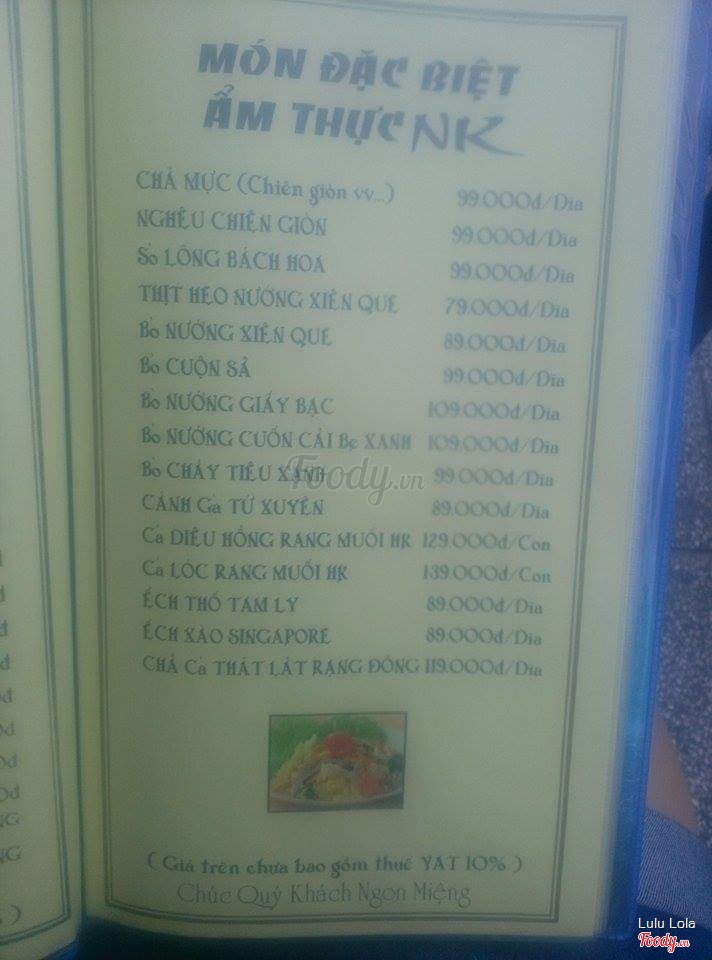 MÓN ĐẶC BIỆT
ẨM THỰC NK
CHẢ MỰC (Chiên giòn vv...) 99.000đ/Dĩa
NGHÊU CHIÊN GIÒN 99.000đ/Dĩa
Sò LÔNG BÁCH HOA 99.000đ/Dĩa
THỊT HEO NƯỚNG XIÊN QUE 79.000đ/Dĩa
Bò NƯỚNG XIÊN QUE 89.000đ/Dĩa
Bò CUỘN SẢ 99.000đ/Dĩa
Bò NƯỚNG GIẤY BẠC 109.000đ/Dĩa
Bò NƯỚNG CUỐN CẢI Bẹ XANH 109.000đ/Dĩa
Bò CHÁY TIÊU XANH 99.000đ/Dĩa
CÁNH Gà TỨ XUYÊN 89.000đ/Dĩa
Cá DIÊU HỒNG RANG MUỐI HK 129.000đ/Con
Cá LÓC RANG MUỐI HK 139.000đ/Con
ẾCH THỐ TAM LY 89.000đ/Dĩa
ẾCH XÀO SINGAPORE 89.000đ/Dĩa
CHẢ Cá THÁT LÁT RẠNG ĐÔNG 119.000đ/Dĩa
Foody.vn
( Giá trên chưa bao gồm thuế VAT 10% )
Chúc Quý Khách Ngon Miệng
Lulu Lola
Foody.vn